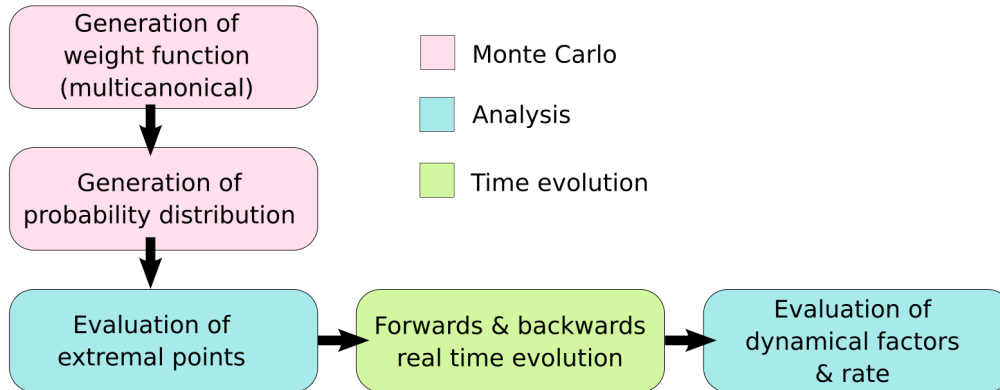 Generation of
weight function
(multicanonical)
Monte Carlo
Analysis
Time evolution
Generation of
probability distribution
Evaluation of
extremal points
Forwards & backwards
real time evolution
Evaluation of
dynamical factors
& rate